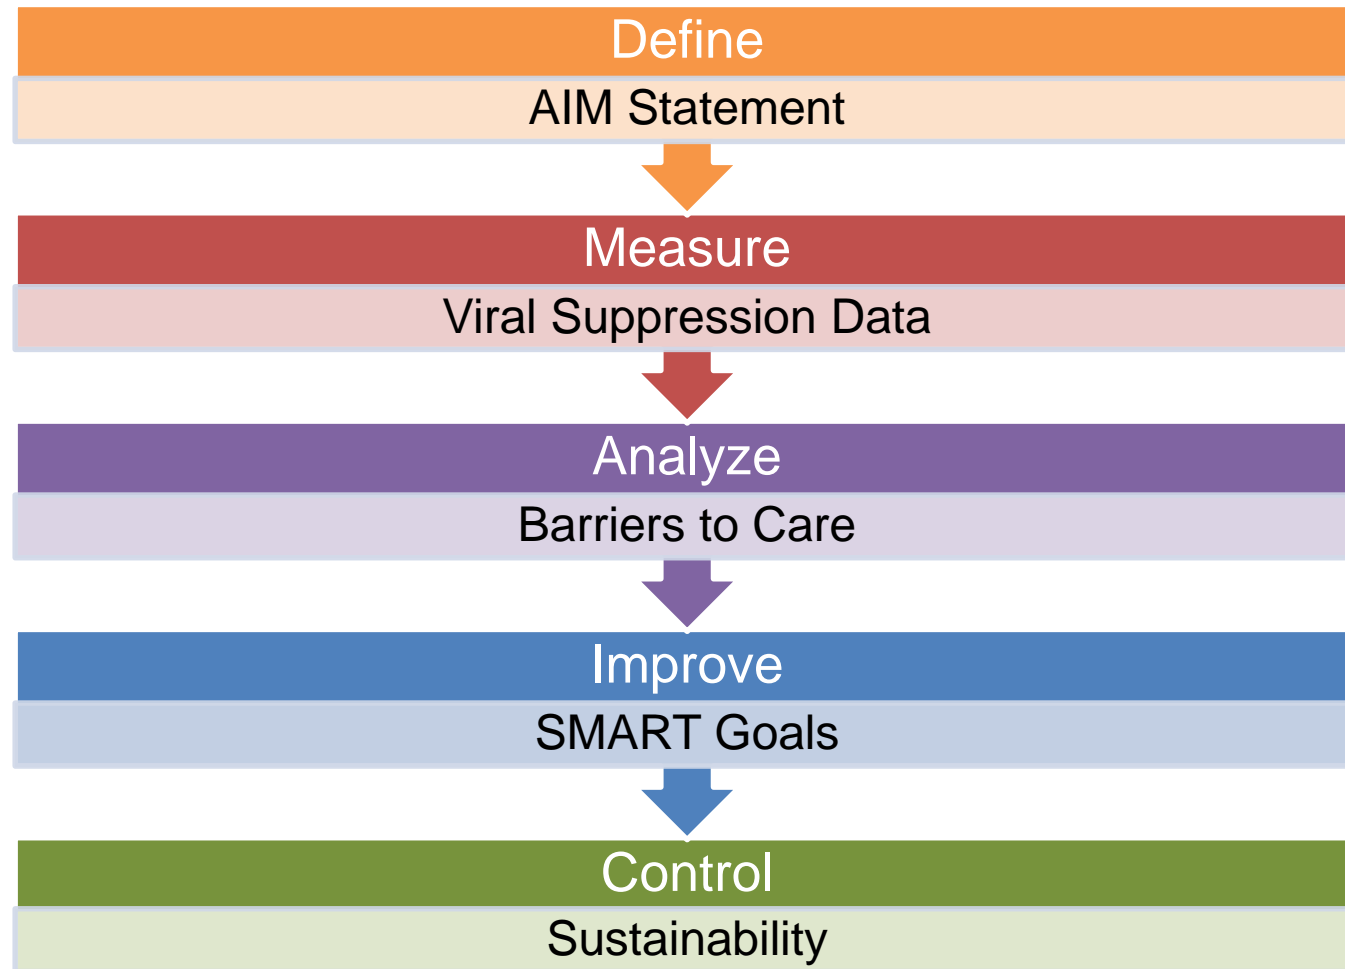 Define
AIM Statement
Measure
Viral Suppression Data
Analyze
Barriers to Care
Improve
SMART Goals
Control
Sustainability